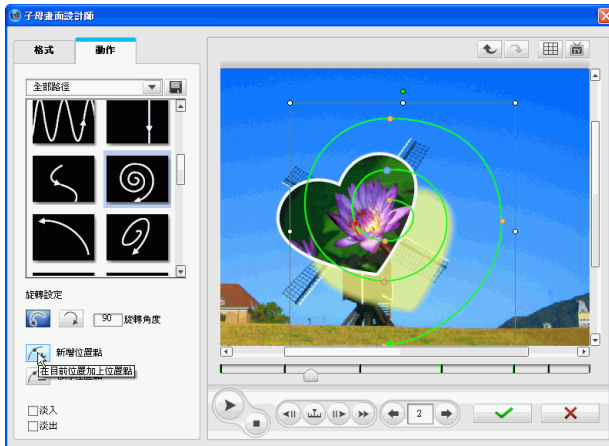 子母畫面設計師
格式
動作
全部路徑
旋轉設定
90 旋轉角度
新增位置點
在目前位置加上位置點
淡入
淡出
2